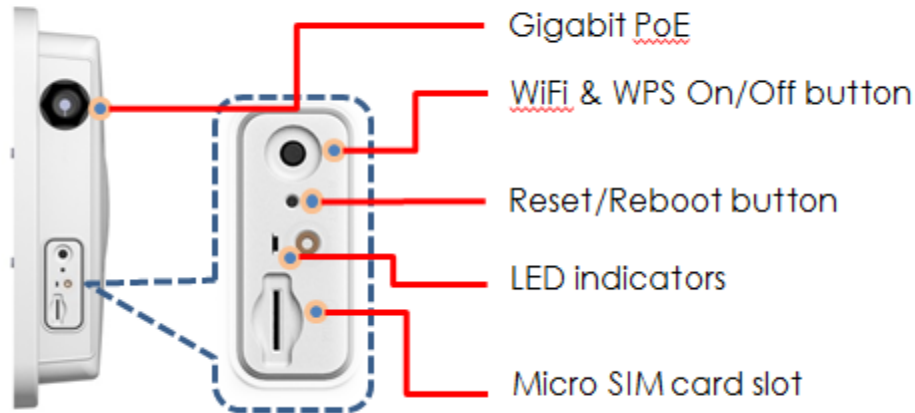 Gigabit PoE
WiFi & WPS On/Off button
Reset/Reboot button
LED indicators
Micro SIM card slot